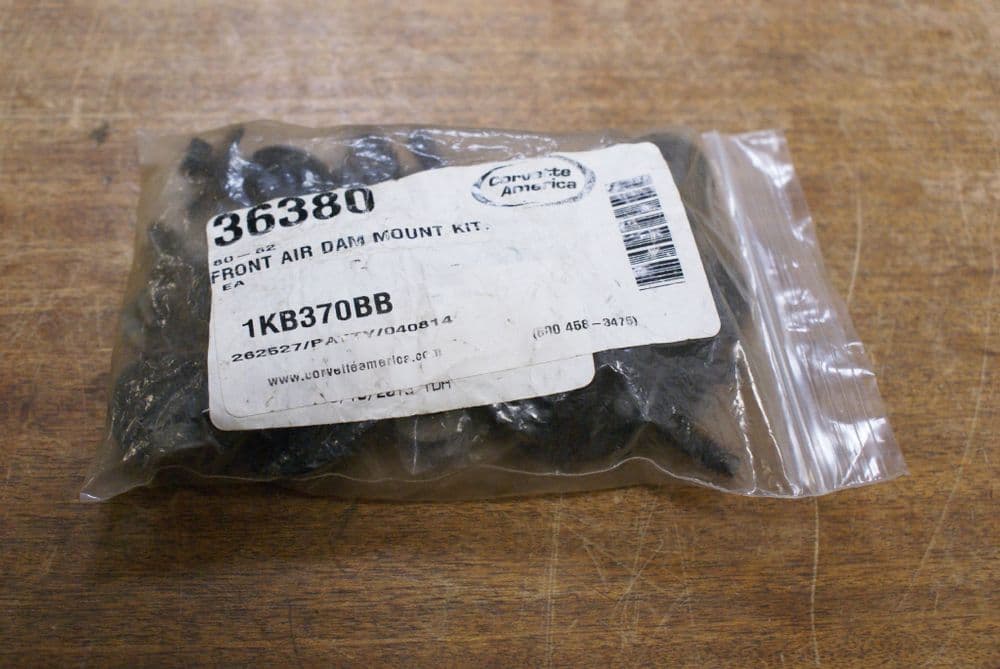 36380
Corvette
America
80-82
FRONT AIR DAM MOUNT KIT.
EA
1KB370BB
262527/PATTY/040814
(800 458-3475)
www.corvetteamerica.com